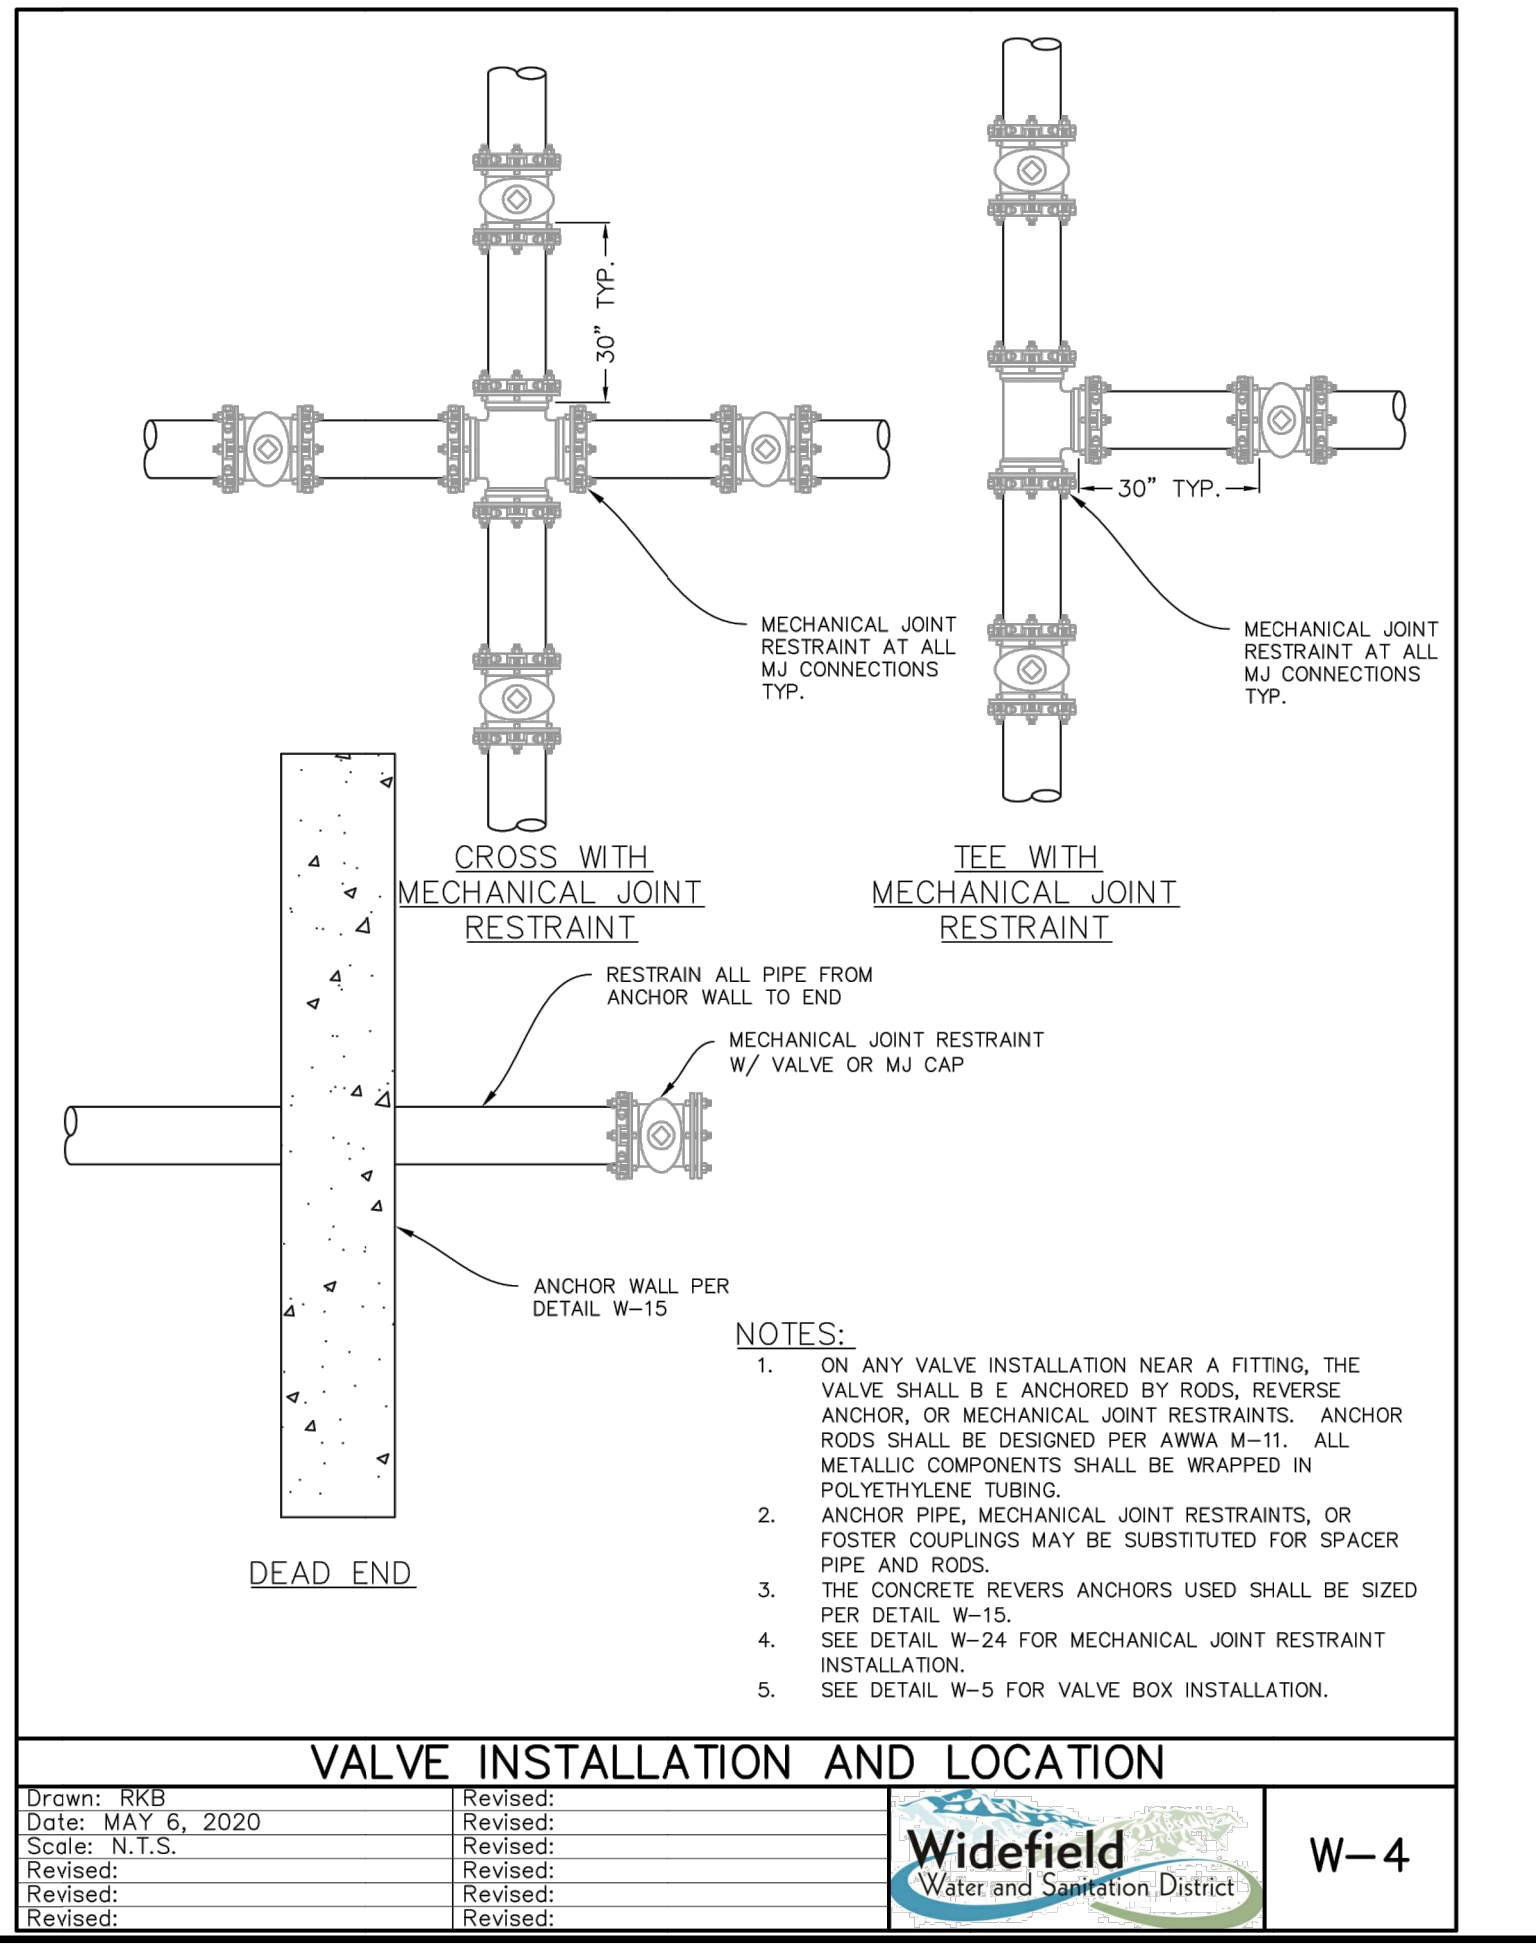 30" TYP.
30" TYP.
MECHANICAL JOINT
RESTRAINT AT ALL
MJ CONNECTIONS
TYP.
MECHANICAL JOINT
RESTRAINT AT ALL
MJ CONNECTIONS
TYP.
CROSS WITH
MECHANICAL JOINT
RESTRAINT
TEE WITH
MECHANICAL JOINT
RESTRAINT
RESTRAIN ALL PIPE FROM
ANCHOR WALL TO END
MECHANICAL JOINT RESTRAINT
W/ VALVE OR MJ CAP
ANCHOR WALL PER
DETAIL W-15
DEAD END
NOTES:
1. ON ANY VALVE INSTALLATION NEAR A FITTING, THE
VALVE SHALL B E ANCHORED BY RODS, REVERSE
ANCHOR, OR MECHANICAL JOINT RESTRAINTS. ANCHOR
RODS SHALL BE DESIGNED PER AWWA M-11. ALL
METALLIC COMPONENTS SHALL BE WRAPPED IN
POLYETHYLENE TUBING.
2. ANCHOR PIPE, MECHANICAL JOINT RESTRAINTS, OR
FOSTER COUPLINGS MAY BE SUBSTITUTED FOR SPACER
PIPE AND RODS.
3. THE CONCRETE REVERS ANCHORS USED SHALL BE SIZED
PER DETAIL W-15.
4. SEE DETAIL W-24 FOR MECHANICAL JOINT RESTRAINT
INSTALLATION.
5. SEE DETAIL W-5 FOR VALVE BOX INSTALLATION.
VALVE INSTALLATION AND LOCATION
Drawn: RKB
Date: MAY 6, 2020
Scale: N.T.S.
Revised:
Revised:
Revised:
Revised:
Revised:
Revised:
Revised:
Revised:
Revised:
Widefield
Water and Sanitation District
W-4